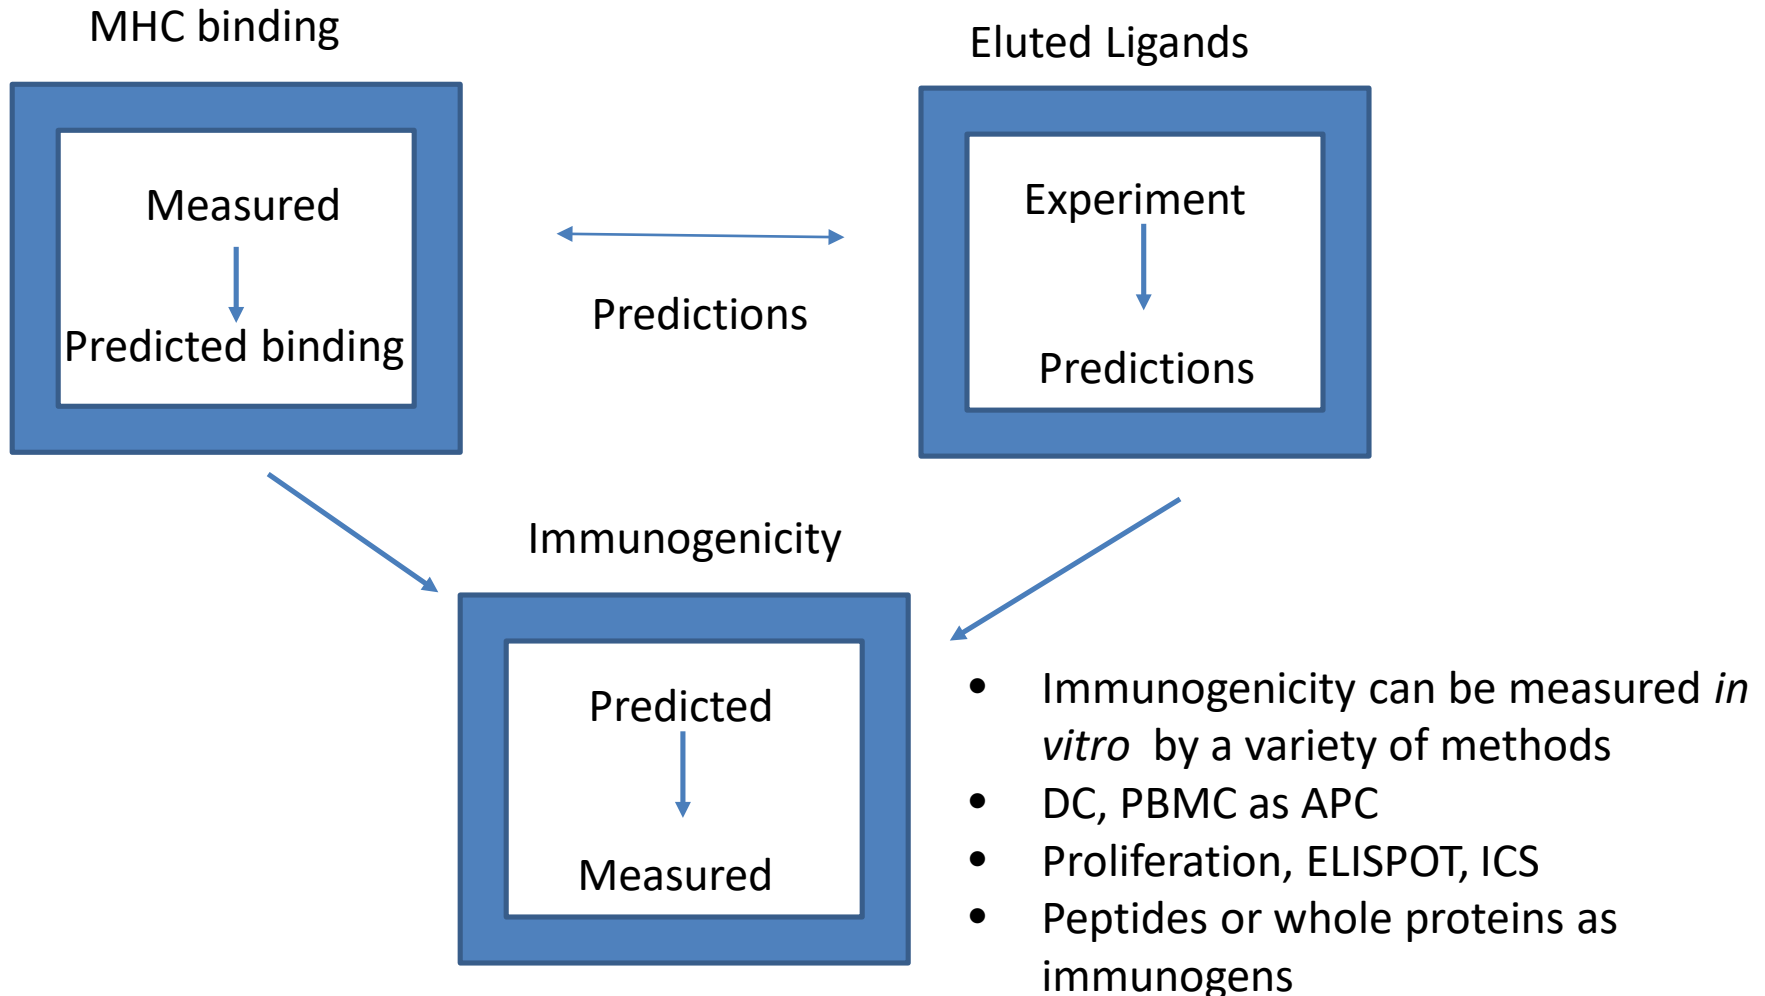 MHC binding
Eluted Ligands
Measured
Predicted binding
Experiment
Predictions
Predictions
Immunogenicity
Predicted
Measured
• Immunogenicity can be measured in
vitro by a variety of methods
• DC, PBMC as APC
• Proliferation, ELISPOT, ICS
• Peptides or whole proteins as
immunogens